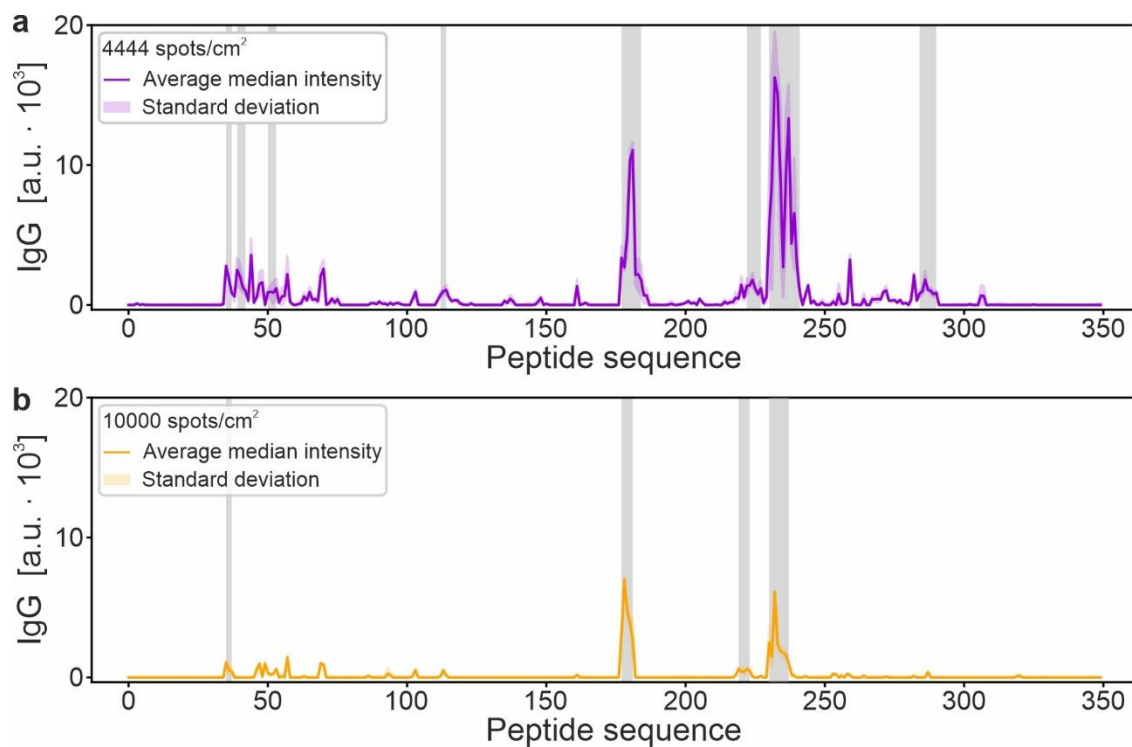 a
20
10
0
IgG [a.u. · 10³]
4444 spots/cm²
Average median intensity
Standard deviation
0 50 100 150 200 250 300 350
Peptide sequence
b
20
10
0
IgG [a.u. · 10³]
10000 spots/cm²
Average median intensity
Standard deviation
0 50 100 150 200 250 300 350
Peptide sequence